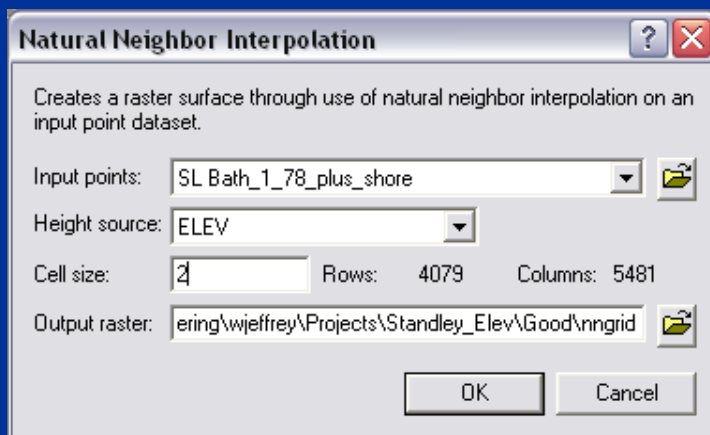 Natural Neighbor Interpolation
Creates a raster surface through use of natural neighbor interpolation on an
input point dataset.
Input points: SL Bath_1_78_plus_shore
Height source: ELEV
Cell size: 2 Rows: 4079 Columns: 5481
Output raster: ering\wjeffrey\Projects\Standley_Elev\Good\nngrid
OK Cancel